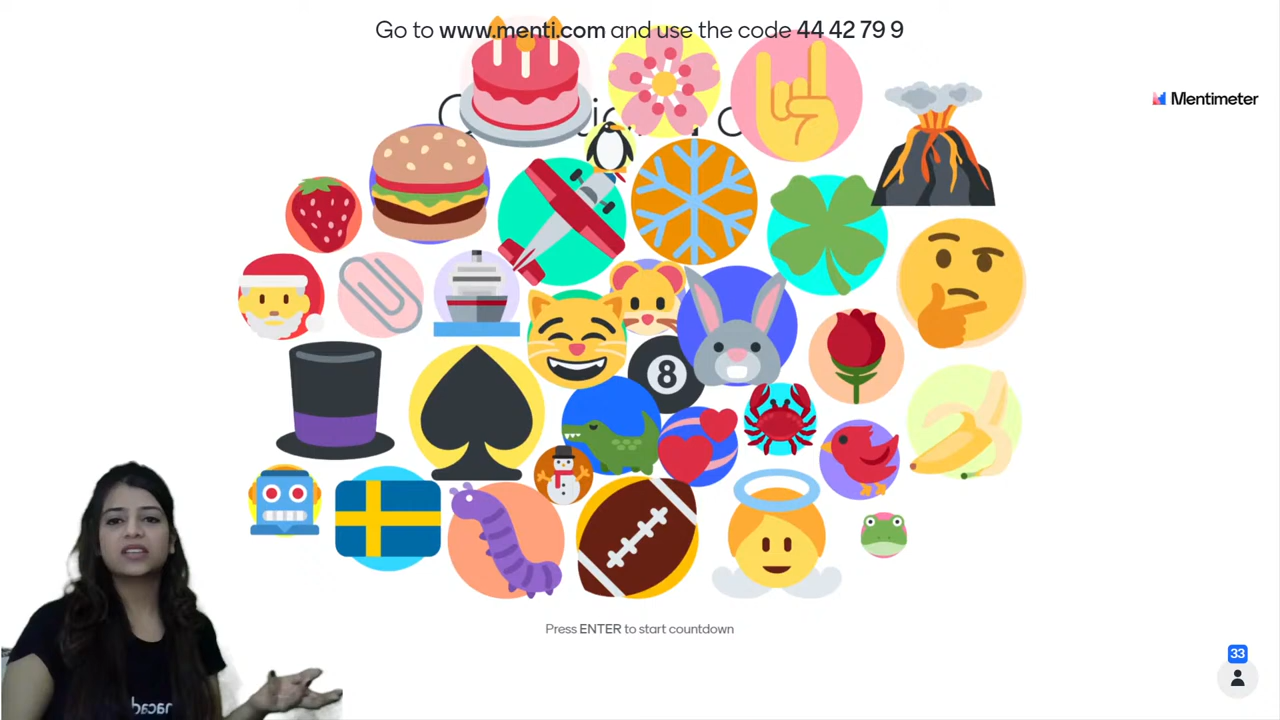 Go to www.menti.com and use the code 44 42 79 9
Mentimeter
8
Press ENTER to start countdown
33